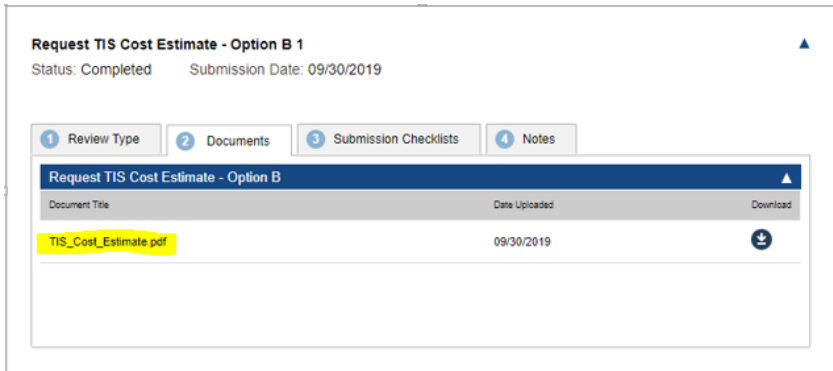 Request TIS Cost Estimate - Option B 1
Status: Completed Submission Date: 09/30/2019
1 Review Type 2 Documents 3 Submission Checklists 4 Notes
Request TIS Cost Estimate - Option B
Document Title Date Uploaded Download
TIS_Cost_Estimate.pdf 09/30/2019